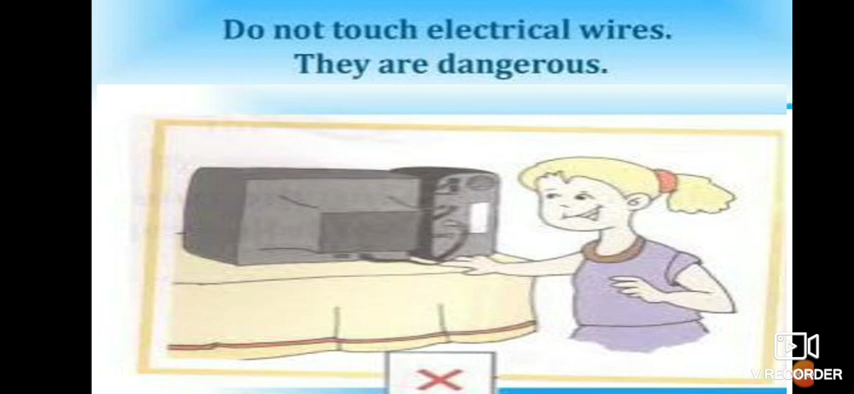 Do not touch electrical wires.
They are dangerous.
V.RECORDER